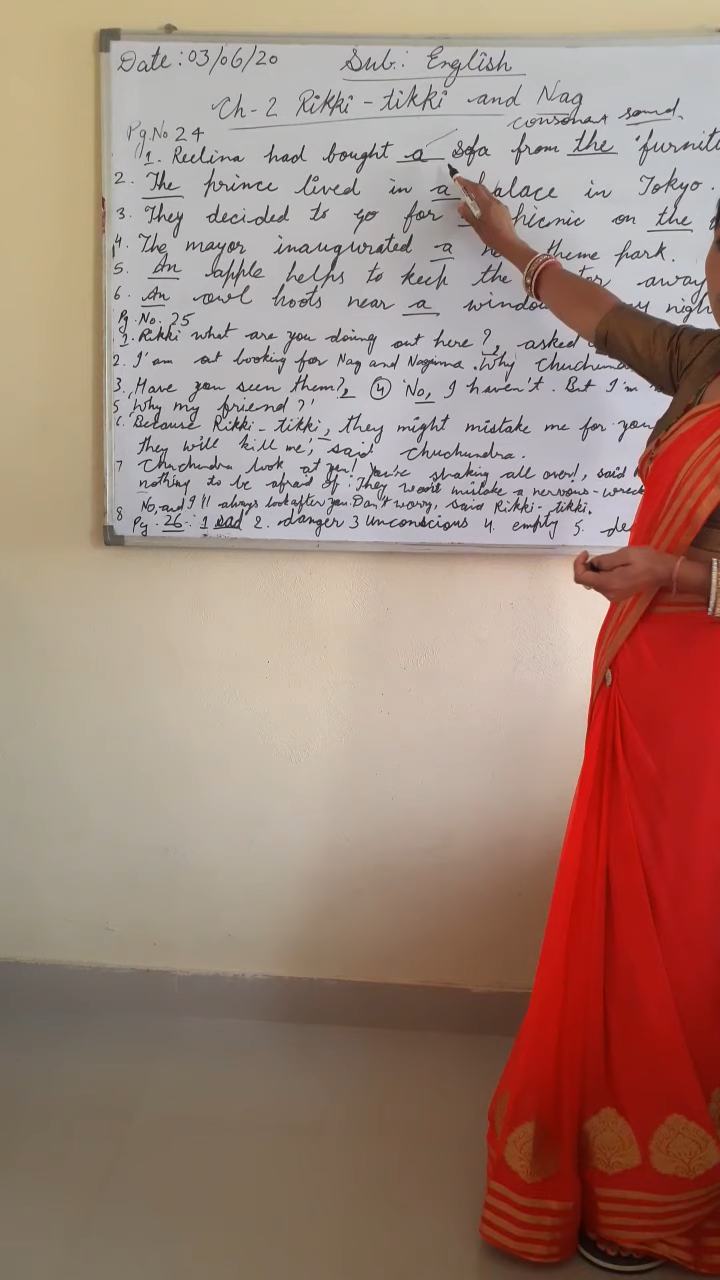 Date: 03/06/20 Sub.: English
Ch-2 Rikki-tikki and Nag
consonant sound.
Pg.No 24
1. Reelina had bought a sofa from the furnitu
2. The prince lived in a palace in Tokyo.
3. They decided to go for picnic on the
4. The mayor inaugurated a theme park.
5. An apple helps to keep the away
6. An owl hoots near a window night
Pg. No. 25
1. Rikki what are you doing out here?, asked
2. I'm out looking for Nag and Naginna. Why Chuchund
3. Have you seen them?, 4 'No, I haven't. But I'm
5 Why my friend?'
6. Because Rikki-tikki, they might mistake me for you
they will kill me', said Chuchundra.
7 Chuchundra look at you! You're shaking all over!, said
nothing to be afraid of. They won't mistake a nervous-wreck
No, and I'll always look after you. Don't worry, said Rikki-tikki.
8 Pg. 26: 1 sad 2. danger 3 unconscious 4. empty 5. de